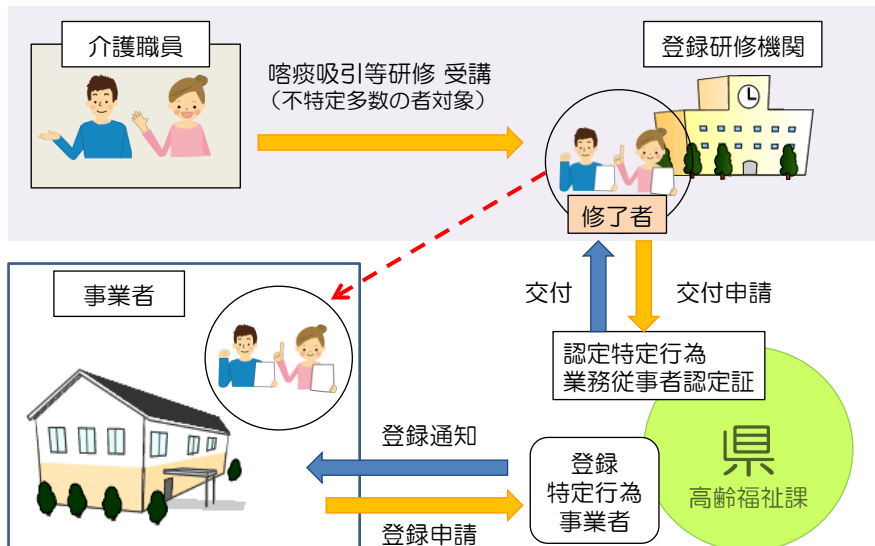 介護職員
登録研修機関
喀痰吸引等研修 受講
（不特定多数の者対象）
修了者
事業者
交付
交付申請
認定特定行為
業務従事者認定証
登録通知
登録
特定行為
事業者
県
高齢福祉課
登録申請